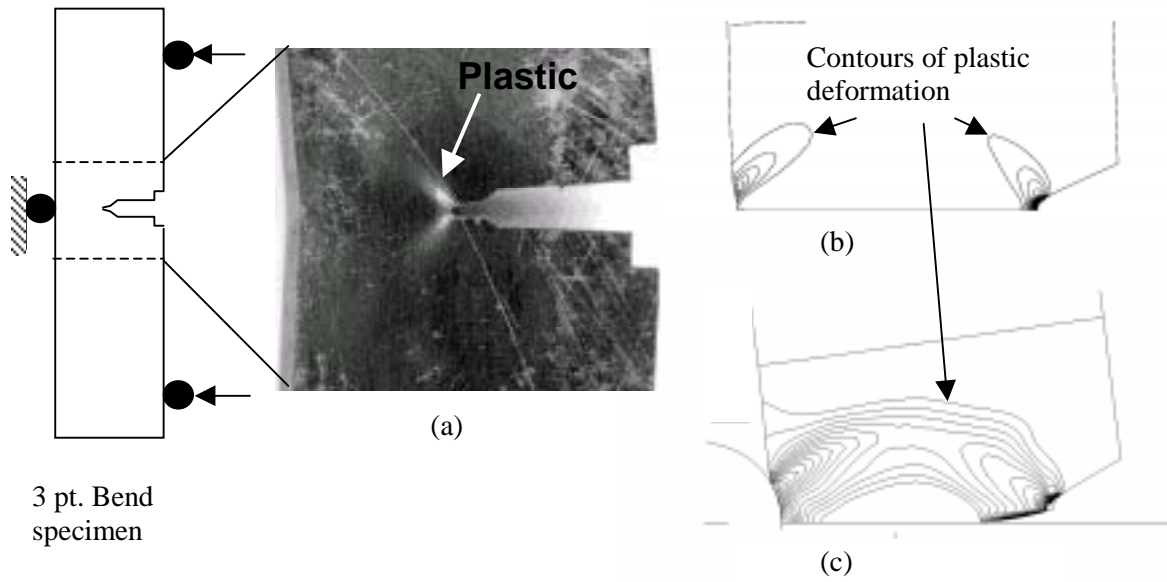 Plastic
Contours of plastic
deformation
(a)
(b)
(c)
3 pt. Bend
specimen